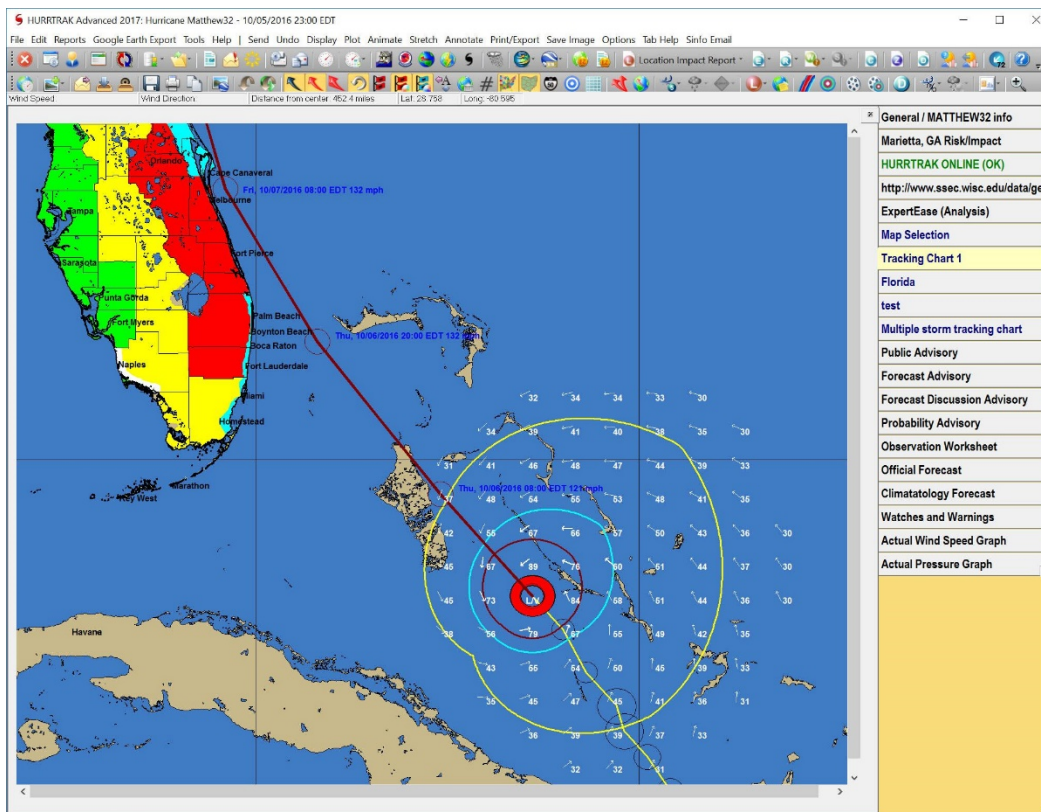 HURRTRAK Advanced 2017: Hurricane Matthew32 - 10/05/2016 23:00 EDT
File Edit Reports Google Earth Export Tools Help | Send Undo Display Plot Animate Stretch Annotate Print/Export Save Image Options Tab Help Sinfo Email
Location Impact Report
Wind Speed Wind Direction Distance from center: 452.4 miles Lat: 28.758 Long: -80.595
General / MATTHEW32 info
Marietta, GA Risk/Impact
HURRTRAK ONLINE (OK)
http://www.ssec.wisc.edu/data/ge
ExpertEase (Analysis)
Map Selection
Tracking Chart 1
Florida
test
Multiple storm tracking chart
Public Advisory
Forecast Advisory
Forecast Discussion Advisory
Probability Advisory
Observation Worksheet
Official Forecast
Climatatology Forecast
Watches and Warnings
Actual Wind Speed Graph
Actual Pressure Graph
Orlando
Cape Canaveral
Fri, 10/07/2016 08:00 EDT 132 mph
Melbourne
Tampa
Fort Pierce
Sarasota
Punta Gorda
Palm Beach
Fort Myers
Boynton Beach
Thu, 10/06/2016 20:00 EDT 132 mph
Boca Raton
Naples
Fort Lauderdale
Miami
Homestead
Marathon
Key West
Thu, 10/06/2016 08:00 EDT 121 mph
Havane
32 34 34 33 30
34 39 41 40 38 35 30
31 41 46 48 47 44 39 33
37 48 54 55 53 48 41 35
42 55 67 66 57 50 43 36 30
45 67 89 76 60 51 44 37 30
45 73 L/V 84 58 51 44 36 30
38 56 79 67 55 49 42 35
43 55 54 50 45 39 33
35 45 47 45 41 36 31
36 39 39 37 33
32 32 31